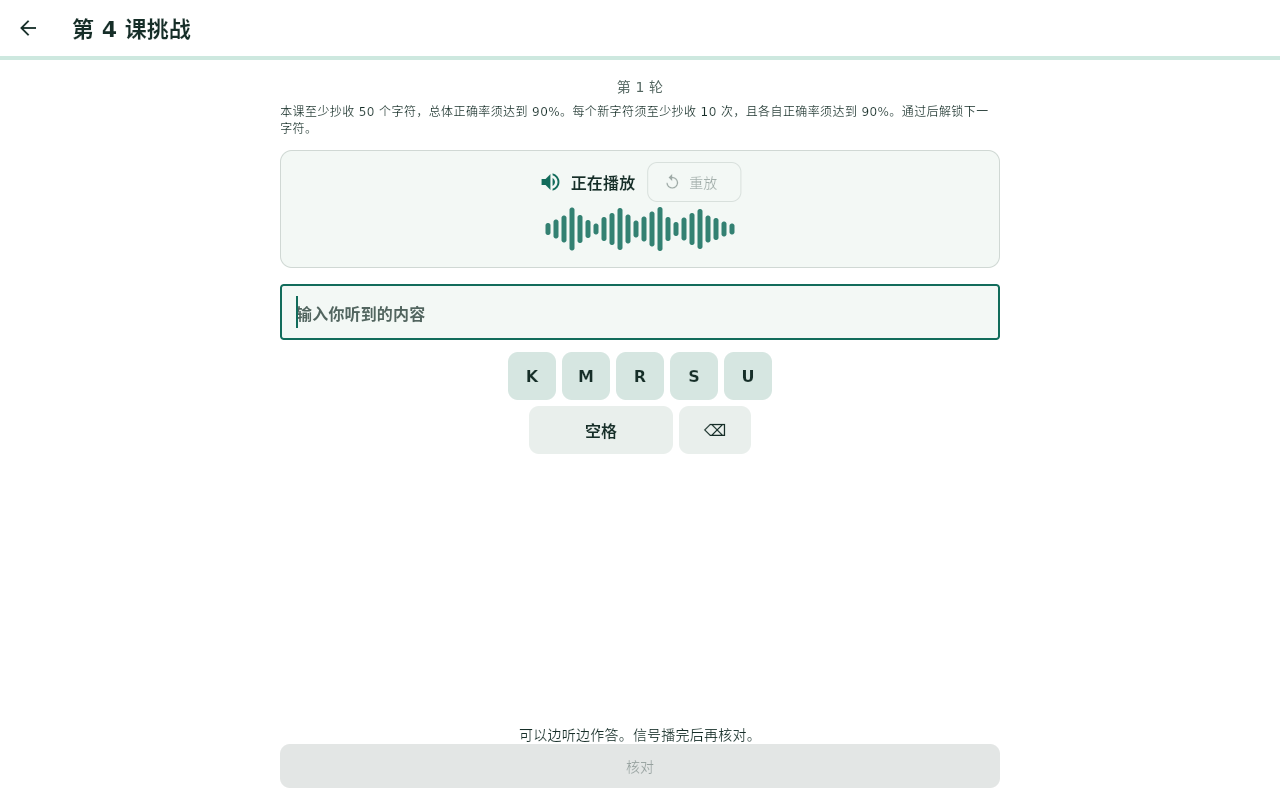 第 4 课挑战
第 1 轮
本课至少抄收 50 个字符，总体正确率须达到 90%。每个新字符须至少抄收 10 次，且各自正确率须达到 90%。通过后解锁下一
字符。
正在播放
重放
输入你听到的内容
K M R S U
空格 ⌫
可以边听边作答。信号播完后再核对。
核对